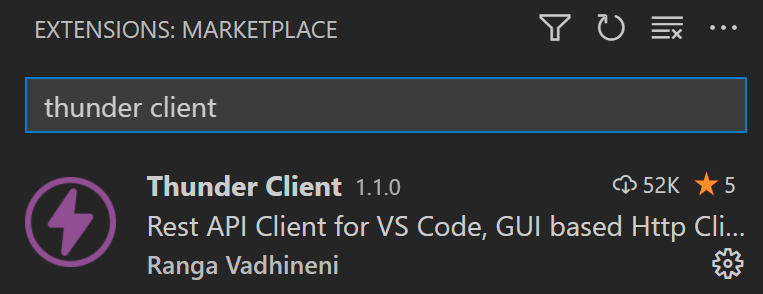 EXTENSIONS: MARKETPLACE
thunder client
Thunder Client 1.1.0 52K 5
Rest API Client for VS Code, GUI based Http Cli...
Ranga Vadhineni